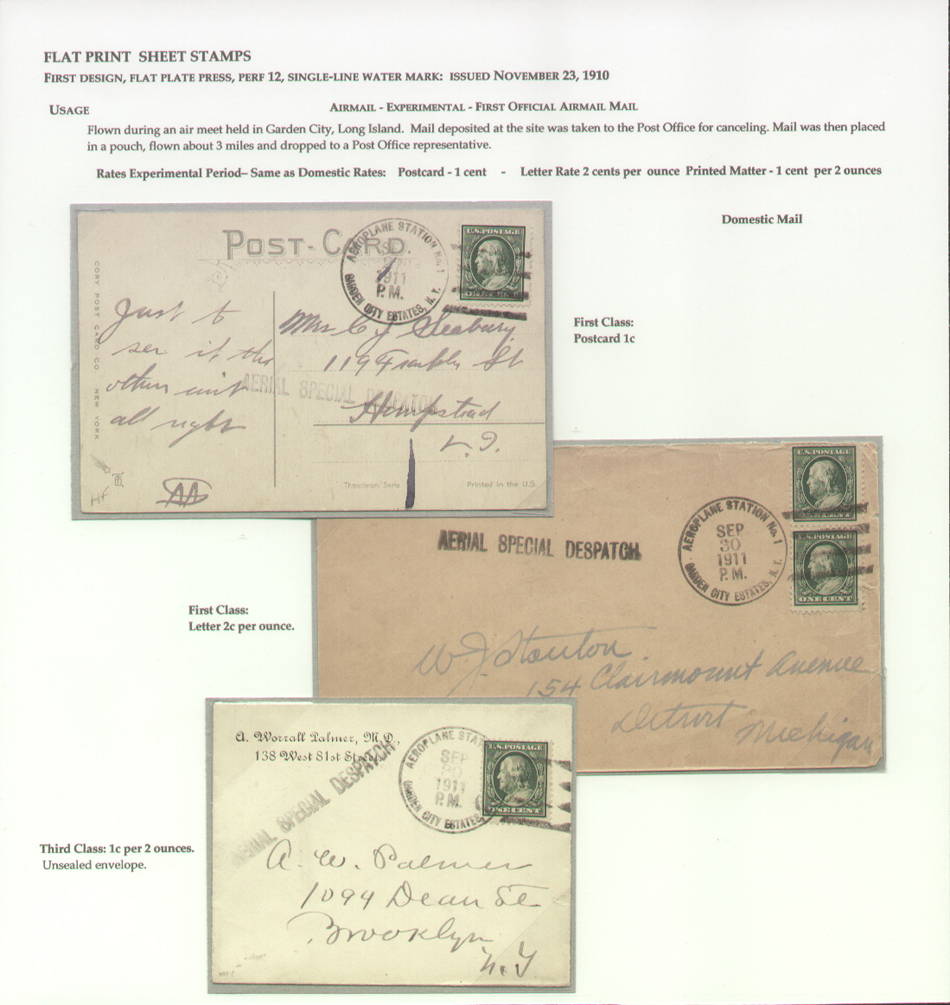 FLAT PRINT SHEET STAMPS
FIRST DESIGN, FLAT PLATE PRESS, PERF 12, SINGLE-LINE WATER MARK: ISSUED NOVEMBER 23, 1910
USAGE
AIRMAIL - EXPERIMENTAL - FIRST OFFICIAL AIRMAIL MAIL
Flown during an air meet held in Garden City, Long Island. Mail deposited at the site was taken to the Post Office for canceling. Mail was then placed
in a pouch, flown about 3 miles and dropped to a Post Office representative.
Rates Experimental Period– Same as Domestic Rates: Postcard - 1 cent - Letter Rate 2 cents per ounce Printed Matter - 1 cent per 2 ounces
Domestic Mail
POST-CARD.
AEROPLANE STATION No. 1
1911
P.M.
GARDEN CITY ESTATES, N.Y.
U.S. POSTAGE
ONE CENT
CORY POST CARD CO NEW YORK
Just to
see if the
others
all right
Mrs C J Seabury
119 Franklin St
AERIAL SPECIAL DESPATCH
Hempstead
L.I.
Printed in the U.S.
HF
First Class:
Postcard 1c
AERIAL SPECIAL DESPATCH
AEROPLANE STATION No. 1
SEP
30
1911
P.M.
GARDEN CITY ESTATES, N.Y.
U.S. POSTAGE
ONE CENT
U.S. POSTAGE
ONE CENT
W. J. Stanton
154 Clairmount Avenue
Detroit
Michigan
First Class:
Letter 2c per ounce.
A. Worrall Palmer, M.D.,
138 West 81st Street
AERIAL SPECIAL DESPATCH
AEROPLANE STATION
SEP
30
1911
P.M.
GARDEN CITY ESTATES
U.S. POSTAGE
ONE CENT
A. W. Palmer
1094 Dean St
Brooklyn
N.Y
Third Class: 1c per 2 ounces.
Unsealed envelope.